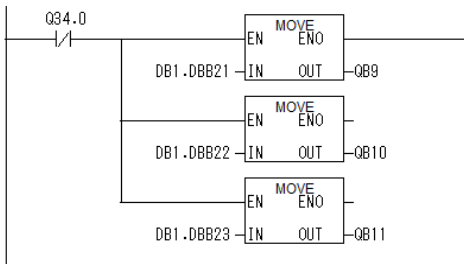 Q34.0
MOVE
EN ENO
DB1.DBB21 IN OUT QB9
MOVE
EN ENO
DB1.DBB22 IN OUT QB10
MOVE
EN ENO
DB1.DBB23 IN OUT QB11